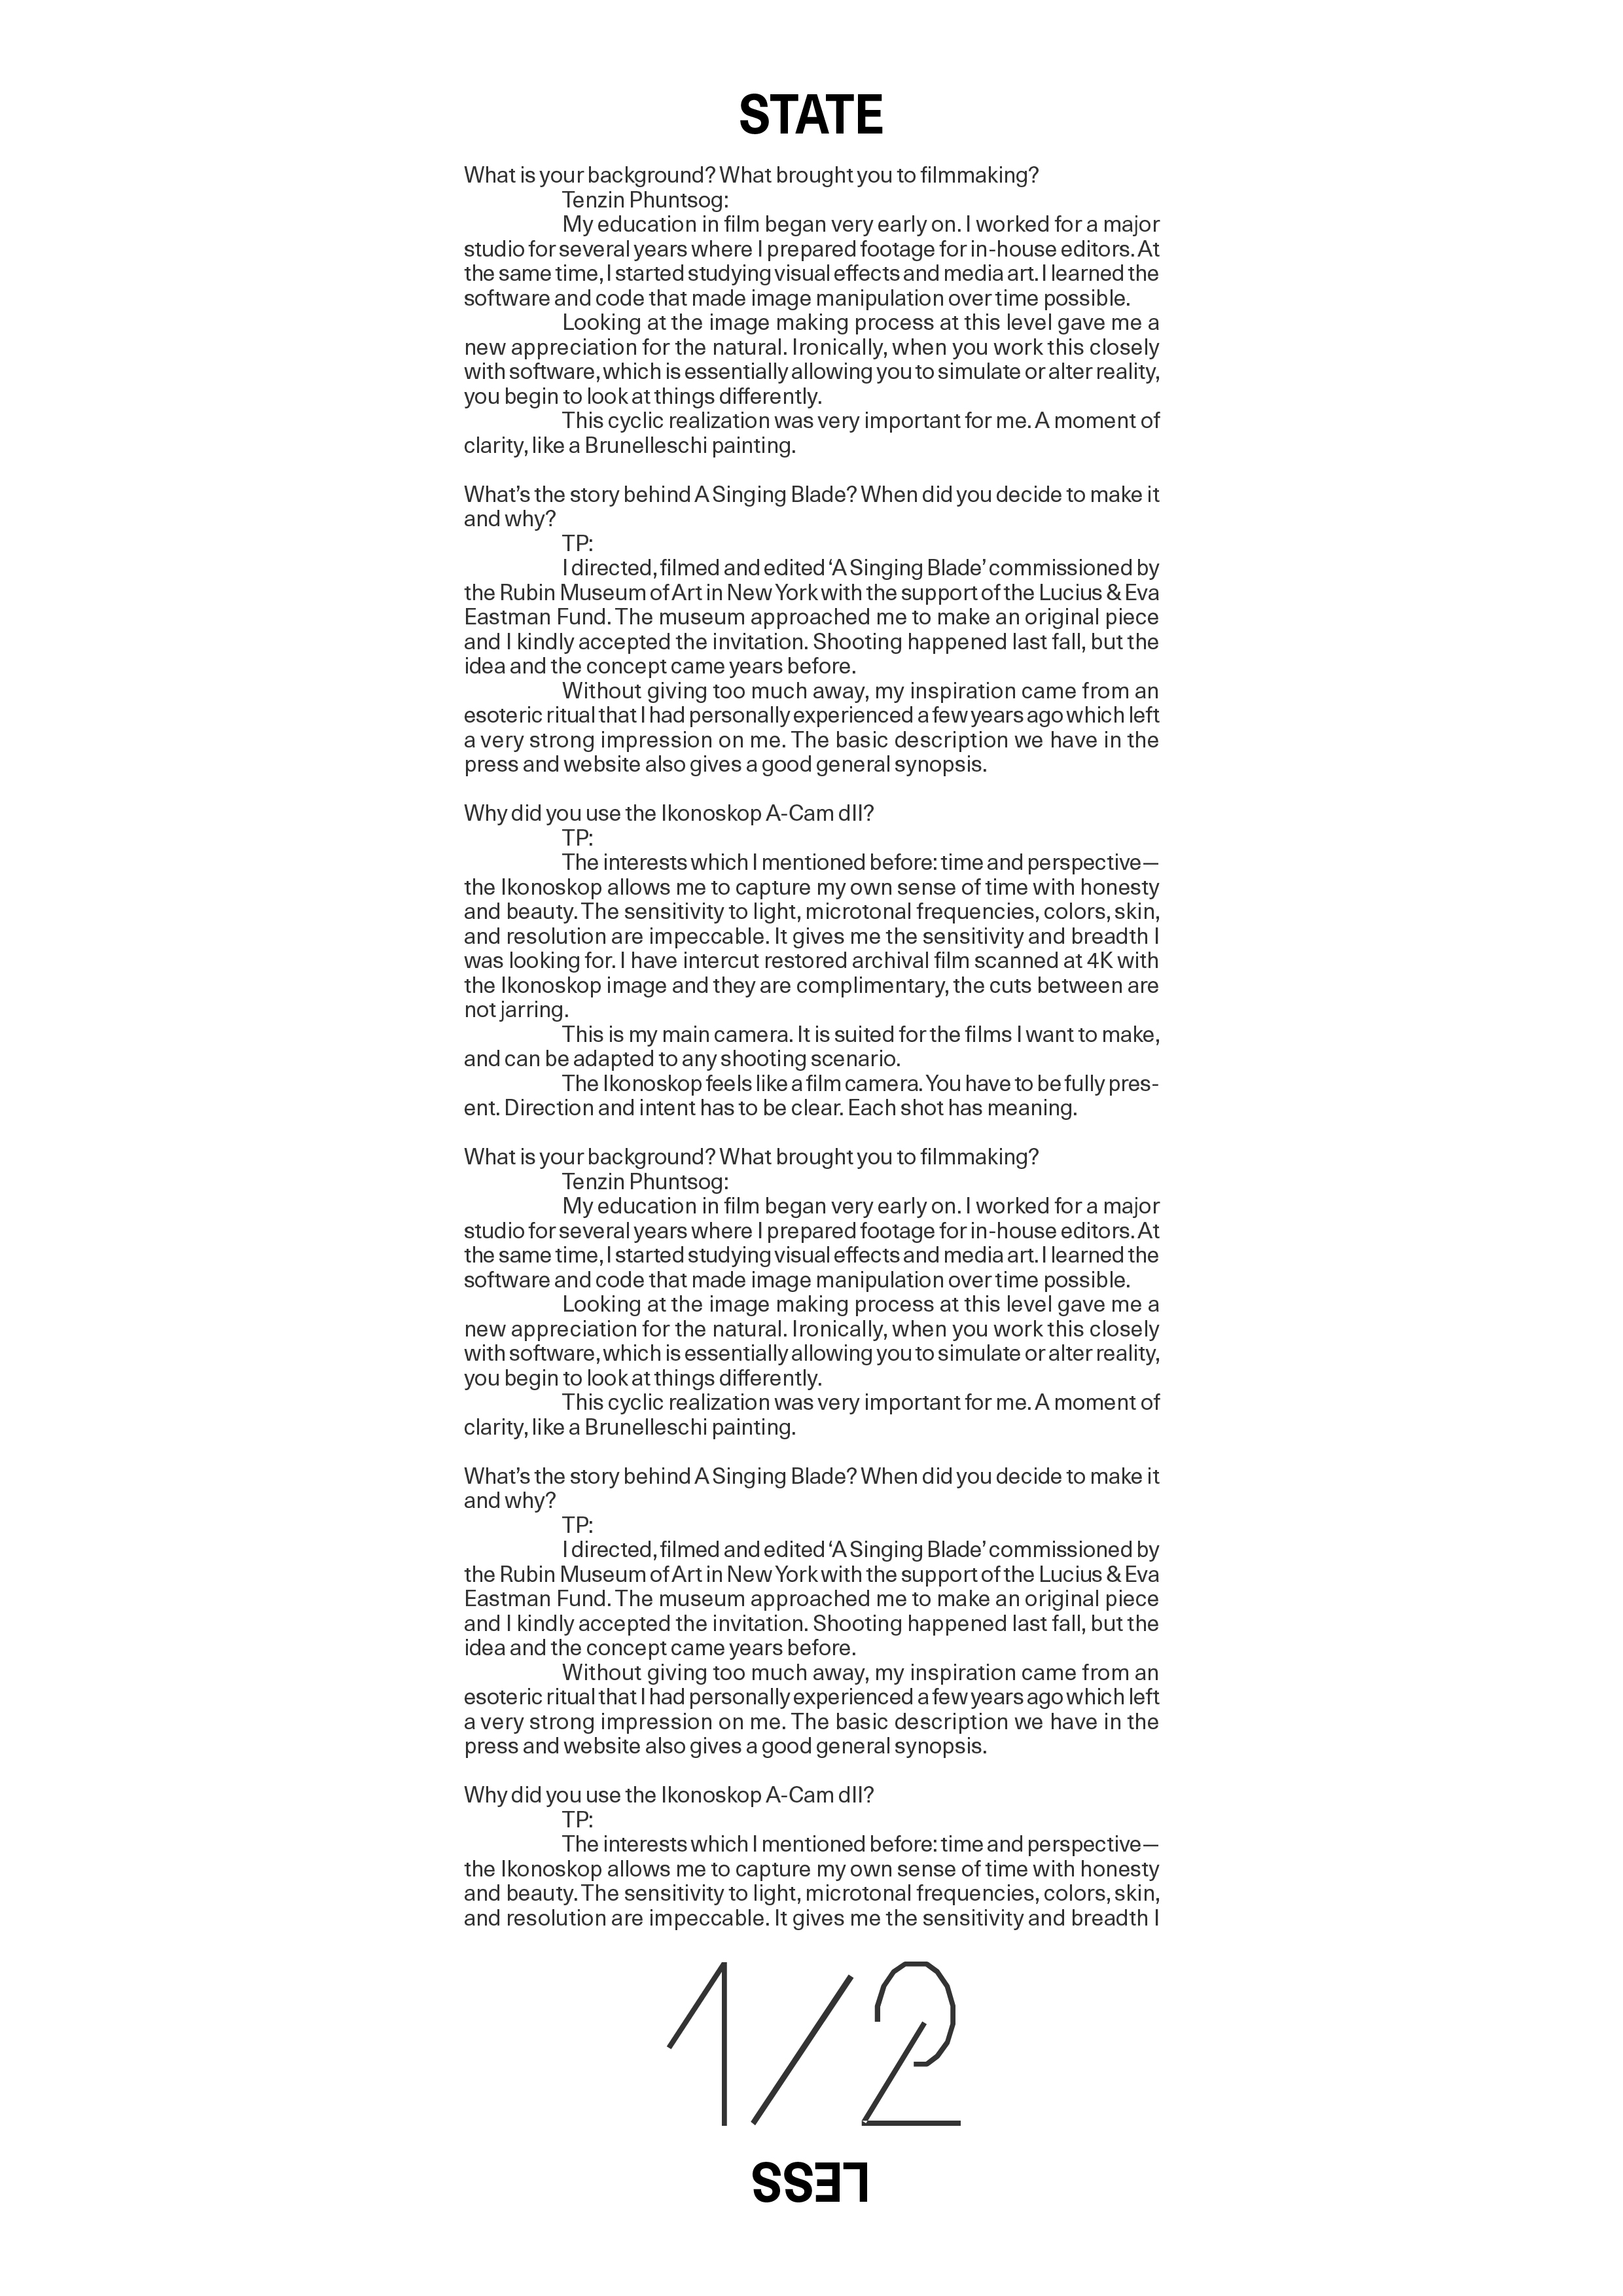 STATE
What is your background? What brought you to filmmaking?
Tenzin Phuntsog:
My education in film began very early on. I worked for a major
studio for several years where I prepared footage for in-house editors. At
the same time, I started studying visual effects and media art. I learned the
software and code that made image manipulation over time possible.
Looking at the image making process at this level gave me a
new appreciation for the natural. Ironically, when you work this closely
with software, which is essentially allowing you to simulate or alter reality,
you begin to look at things differently.
This cyclic realization was very important for me. A moment of
clarity, like a Brunelleschi painting.
What’s the story behind A Singing Blade? When did you decide to make it
and why?
TP:
I directed, filmed and edited ‘A Singing Blade’ commissioned by
the Rubin Museum of Art in New York with the support of the Lucius & Eva
Eastman Fund. The museum approached me to make an original piece
and I kindly accepted the invitation. Shooting happened last fall, but the
idea and the concept came years before.
Without giving too much away, my inspiration came from an
esoteric ritual that I had personally experienced a few years ago which left
a very strong impression on me. The basic description we have in the
press and website also gives a good general synopsis.
Why did you use the Ikonoskop A-Cam dII?
TP:
The interests which I mentioned before: time and perspective—
the Ikonoskop allows me to capture my own sense of time with honesty
and beauty. The sensitivity to light, microtonal frequencies, colors, skin,
and resolution are impeccable. It gives me the sensitivity and breadth I
was looking for. I have intercut restored archival film scanned at 4K with
the Ikonoskop image and they are complimentary, the cuts between are
not jarring.
This is my main camera. It is suited for the films I want to make,
and can be adapted to any shooting scenario.
The Ikonoskop feels like a film camera. You have to be fully pres-
ent. Direction and intent has to be clear. Each shot has meaning.
What is your background? What brought you to filmmaking?
Tenzin Phuntsog:
My education in film began very early on. I worked for a major
studio for several years where I prepared footage for in-house editors. At
the same time, I started studying visual effects and media art. I learned the
software and code that made image manipulation over time possible.
Looking at the image making process at this level gave me a
new appreciation for the natural. Ironically, when you work this closely
with software, which is essentially allowing you to simulate or alter reality,
you begin to look at things differently.
This cyclic realization was very important for me. A moment of
clarity, like a Brunelleschi painting.
What’s the story behind A Singing Blade? When did you decide to make it
and why?
TP:
I directed, filmed and edited ‘A Singing Blade’ commissioned by
the Rubin Museum of Art in New York with the support of the Lucius & Eva
Eastman Fund. The museum approached me to make an original piece
and I kindly accepted the invitation. Shooting happened last fall, but the
idea and the concept came years before.
Without giving too much away, my inspiration came from an
esoteric ritual that I had personally experienced a few years ago which left
a very strong impression on me. The basic description we have in the
press and website also gives a good general synopsis.
Why did you use the Ikonoskop A-Cam dII?
TP:
The interests which I mentioned before: time and perspective—
the Ikonoskop allows me to capture my own sense of time with honesty
and beauty. The sensitivity to light, microtonal frequencies, colors, skin,
and resolution are impeccable. It gives me the sensitivity and breadth I
1/2
LESS